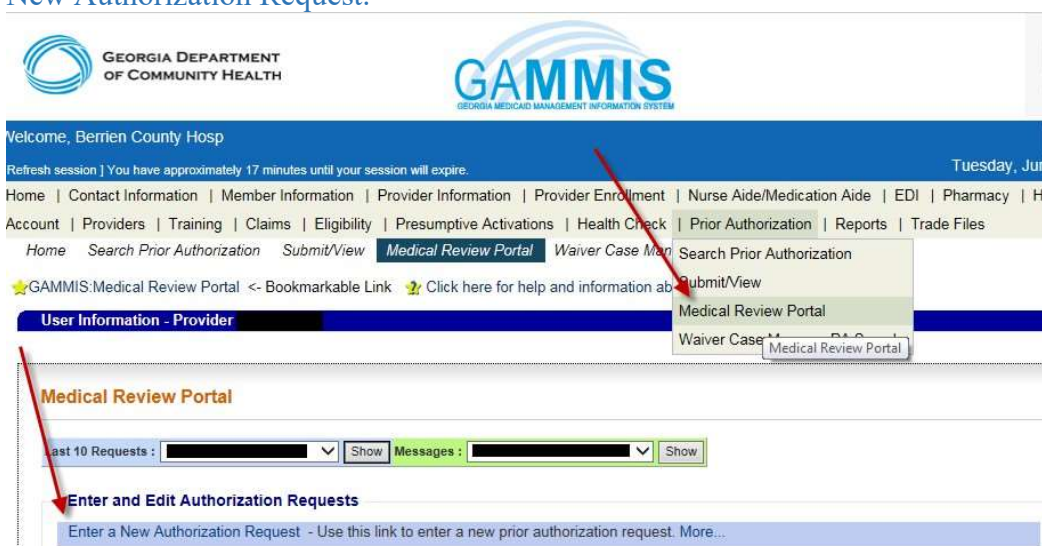 New Authorization Request.
GEORGIA DEPARTMENT
OF COMMUNITY HEALTH
GAMMIS
GEORGIA MEDICAID MANAGEMENT INFORMATION SYSTEM
Welcome, Berrien County Hosp
Refresh session ] You have approximately 17 minutes until your session will expire.
Tuesday, Jun
Home | Contact Information | Member Information | Provider Information | Provider Enrollment | Nurse Aide/Medication Aide | EDI | Pharmacy | H
Account | Providers | Training | Claims | Eligibility | Presumptive Activations | Health Check | Prior Authorization | Reports | Trade Files
Home Search Prior Authorization Submit/View Medical Review Portal Waiver Case Man
Search Prior Authorization
Submit/View
Medical Review Portal
Waiver Case
Medical Review Portal
GAMMIS:Medical Review Portal <- Bookmarkable Link Click here for help and information ab
User Information - Provider
Medical Review Portal
Last 10 Requests : Show Messages : Show
Enter and Edit Authorization Requests
Enter a New Authorization Request - Use this link to enter a new prior authorization request. More...